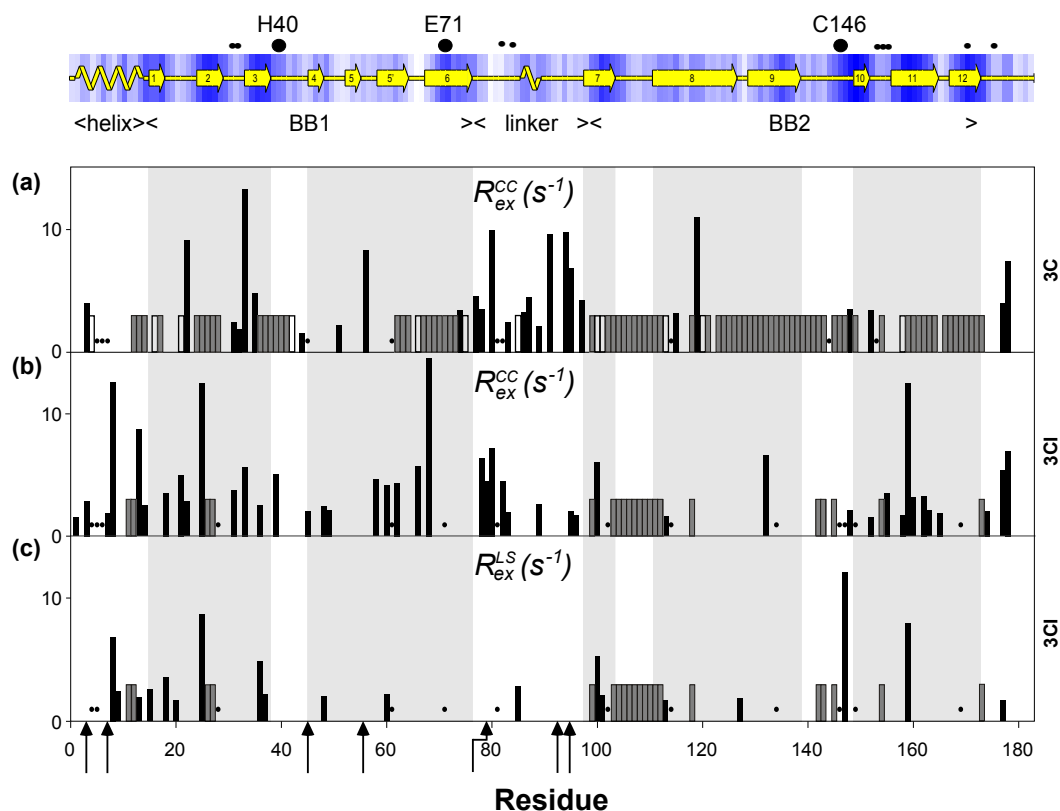 H40 E71 C146
1 2 3 4 5 5' 6 7 8 9 10 11 12
<helix>< BB1 >< linker >< BB2 >
(a) R_ex^CC (s^-1)
10
0
3C
(b) R_ex^CC (s^-1)
10
0
3CI
(c) R_ex^LS (s^-1)
10
0
3CI
0 20 40 60 80 100 120 140 160 180
Residue